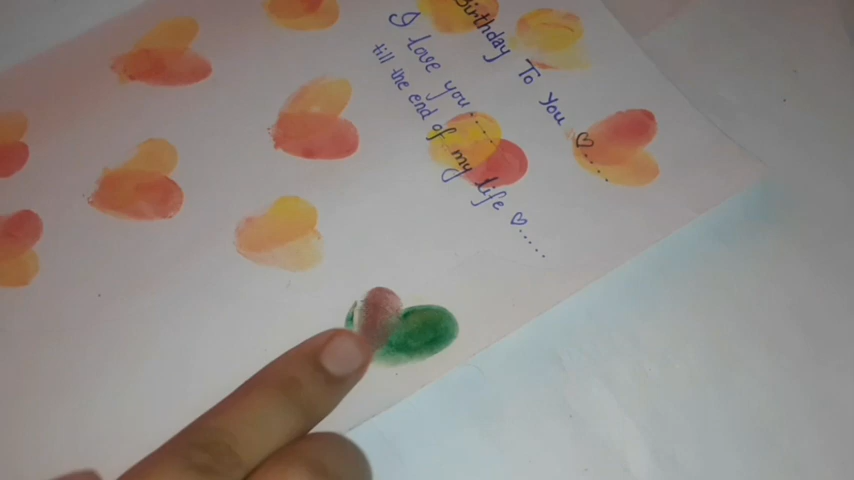 Birthday To You ♡.....
I love you.....
till the end of my life ♡......